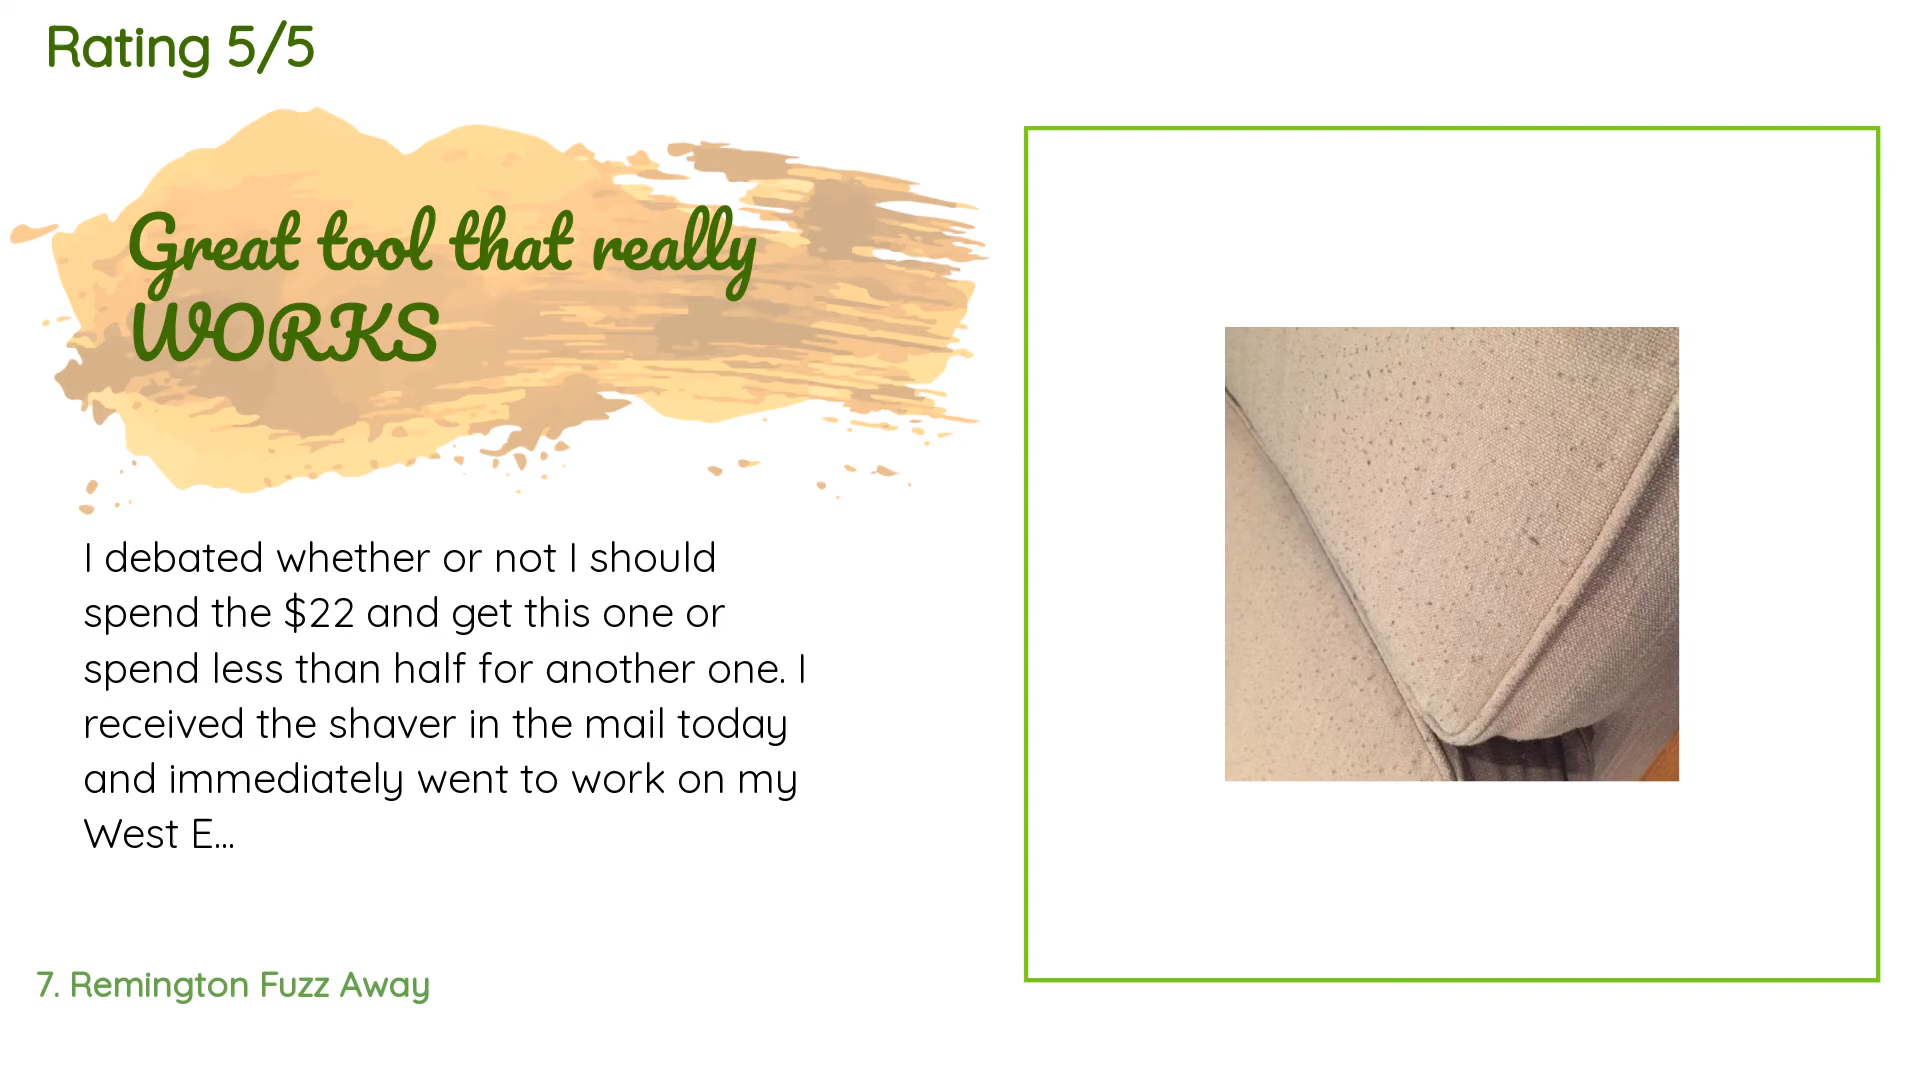 Rating 5/5
Great tool that really
WORKS
I debated whether or not I should
spend the $22 and get this one or
spend less than half for another one. I
received the shaver in the mail today
and immediately went to work on my
West E...
7. Remington Fuzz Away